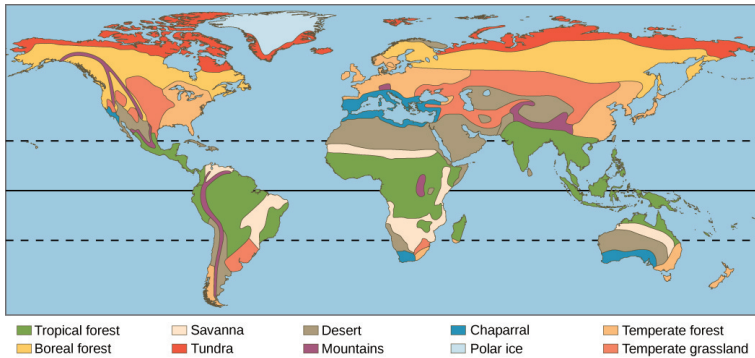 Tropical forest Savanna Desert Chaparral Temperate forest
Boreal forest Tundra Mountains Polar ice Temperate grassland